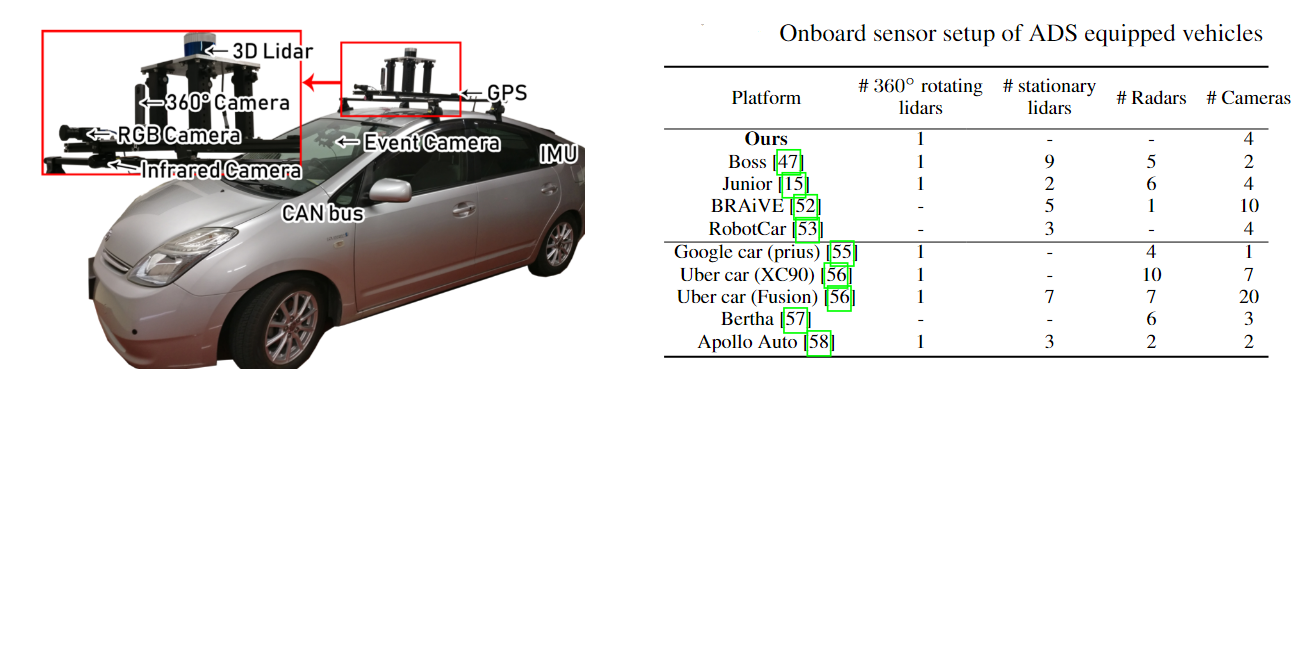 3D Lidar
360° Camera
RGB Camera
Infrared Camera
GPS
Event Camera
IMU
CAN bus
Onboard sensor setup of ADS equipped vehicles
Platform # 360° rotating lidars # stationary lidars # Radars # Cameras
Ours 1 - - 4
Boss [47] 1 9 5 2
Junior [15] 1 2 6 4
BRAiVE [52] - 5 1 10
RobotCar [53] - 3 - 4
Google car (prius) [55] 1 - 4 1
Uber car (XC90) [56] 1 - 10 7
Uber car (Fusion) [56] 1 7 7 20
Bertha [57] - - 6 3
Apollo Auto [58] 1 3 2 2